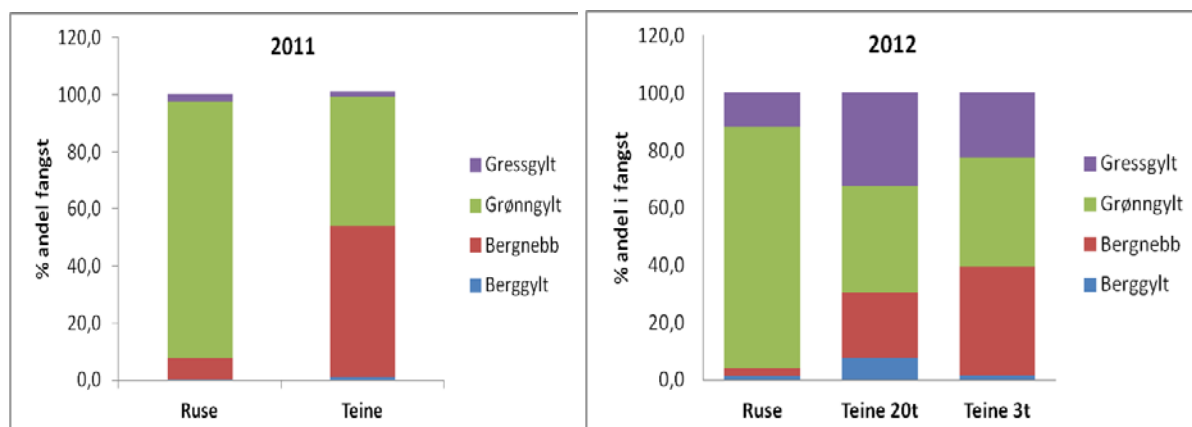 2011
% andel fangst
120,0
100,0
80,0
60,0
40,0
20,0
0,0
Ruse Teine
Gressgylt
Grønngylt
Bergnebb
Berggylt
2012
% andel i fangst
120,0
100,0
80,0
60,0
40,0
20,0
0,0
Ruse Teine 20t Teine 3t
Gressgylt
Grønngylt
Bergnebb
Berggylt